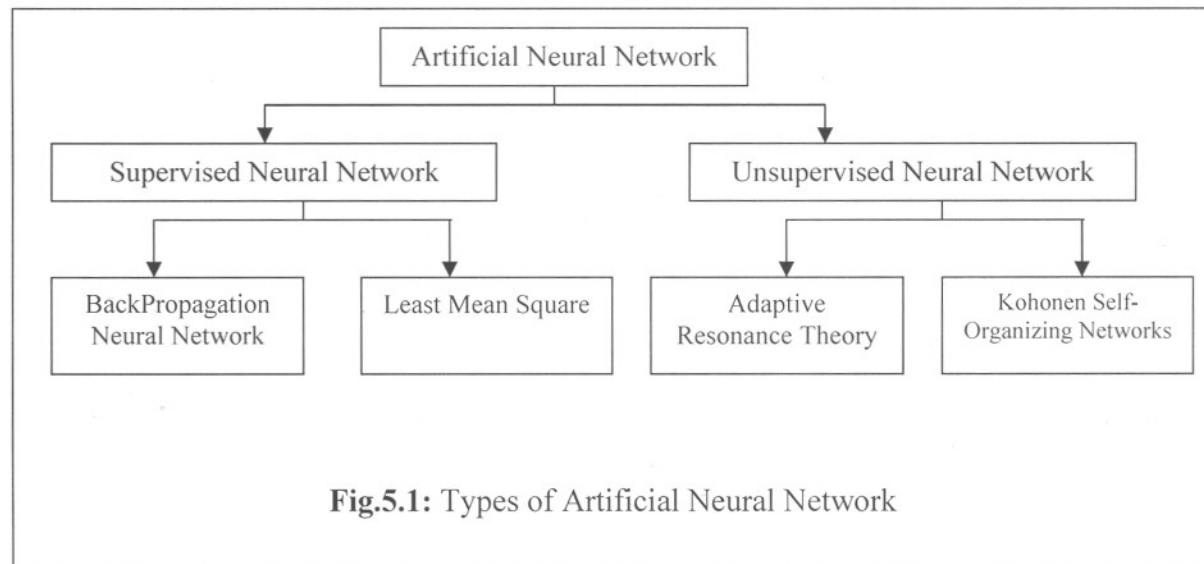 Artificial Neural Network
Supervised Neural Network
Unsupervised Neural Network
BackPropagation
Neural Network
Least Mean Square
Adaptive
Resonance Theory
Kohonen Self-
Organizing Networks
Fig.5.1: Types of Artificial Neural Network